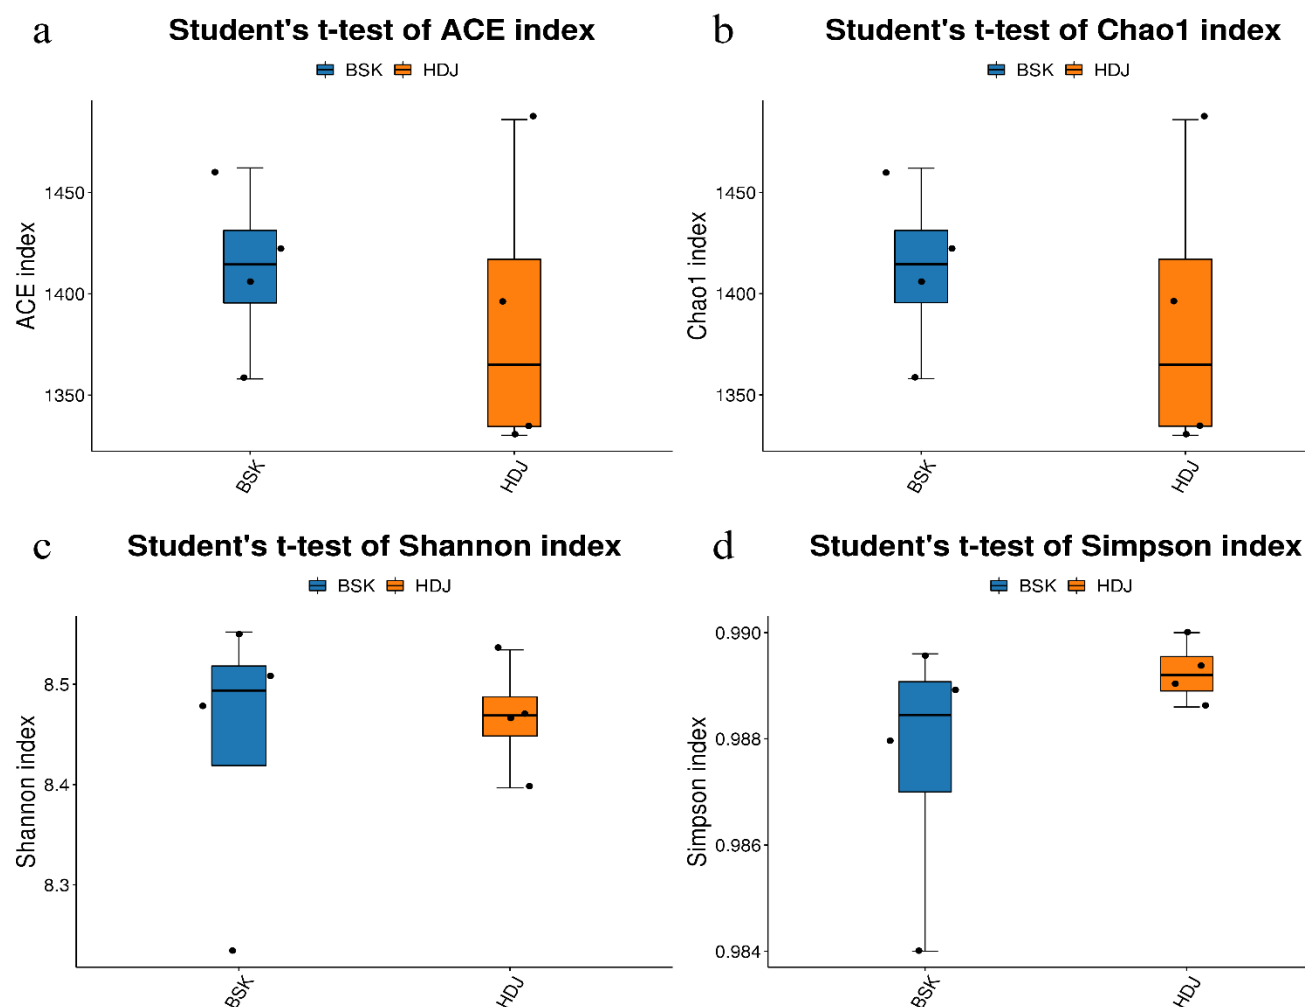 a Student's t-test of ACE index
BSK HDJ
ACE index
1450
1400
1350
BSK
HDJ
b Student's t-test of Chao1 index
BSK HDJ
Chao1 index
1450
1400
1350
BSK
HDJ
c Student's t-test of Shannon index
BSK HDJ
Shannon index
8.5
8.4
8.3
BSK
HDJ
d Student's t-test of Simpson index
BSK HDJ
Simpson index
0.990
0.988
0.986
0.984
BSK
HDJ